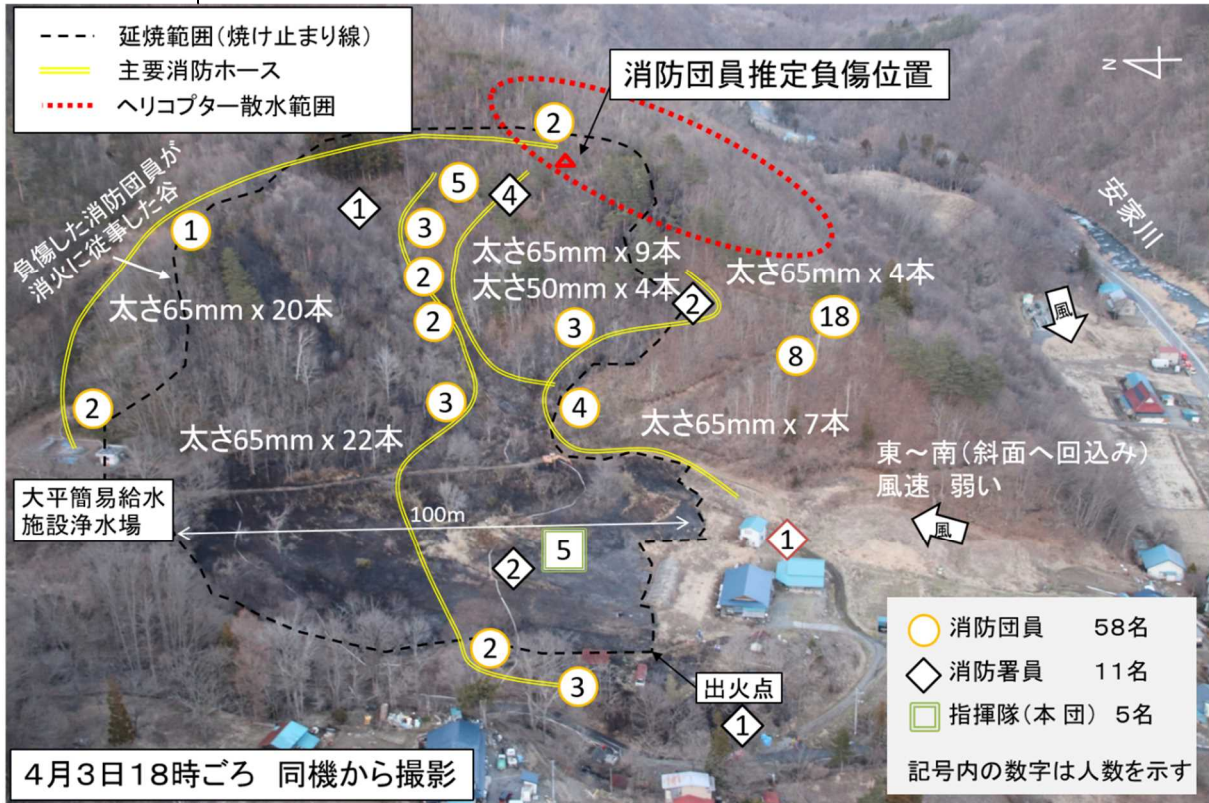 延焼範囲(焼け止まり線)
主要消防ホース
ヘリコプター散水範囲
消防団員推定負傷位置
N
安家川
負傷した消防団員が
消火に従事した谷
2
5
4
1
3
1
2
2
太さ65mm x 20本
太さ65mm x 9本
太さ50mm x 4本
太さ65mm x 4本
2
3
18
8
風
2
3
4
太さ65mm x 22本
太さ65mm x 7本
東～南(斜面へ回込み)
風速 弱い
風
大平簡易給水
施設浄水場
100m
2
5
1
2
3
出火点
1
消防団員 58名
消防署員 11名
指揮隊(本団) 5名
記号内の数字は人数を示す
4月3日18時ごろ 同機から撮影